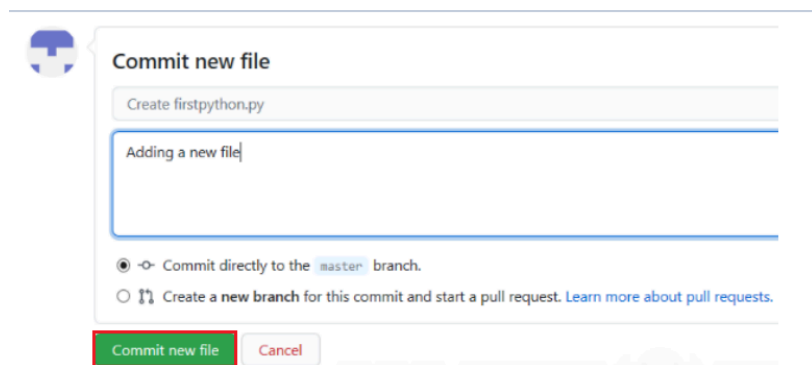 Commit new file
Create firstpython.py
Adding a new file
Commit directly to the master branch.
Create a new branch for this commit and start a pull request. Learn more about pull requests.
Commit new file Cancel